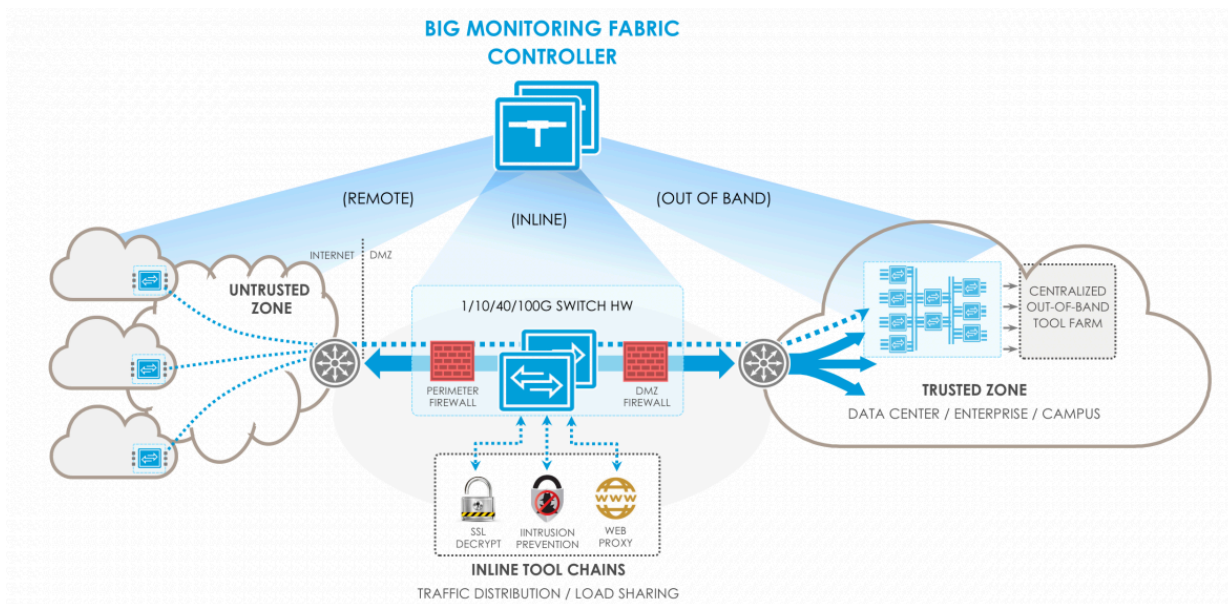 BIG MONITORING FABRIC
CONTROLLER
(REMOTE)
(INLINE)
(OUT OF BAND)
INTERNET
DMZ
UNTRUSTED
ZONE
1/10/40/100G SWITCH HW
PERIMETER
FIREWALL
DMZ
FIREWALL
CENTRALIZED
OUT-OF-BAND
TOOL FARM
TRUSTED ZONE
DATA CENTER / ENTERPRISE / CAMPUS
SSL
DECRYPT
IINTRUSION
PREVENTION
WWW
WEB
PROXY
INLINE TOOL CHAINS
TRAFFIC DISTRIBUTION / LOAD SHARING